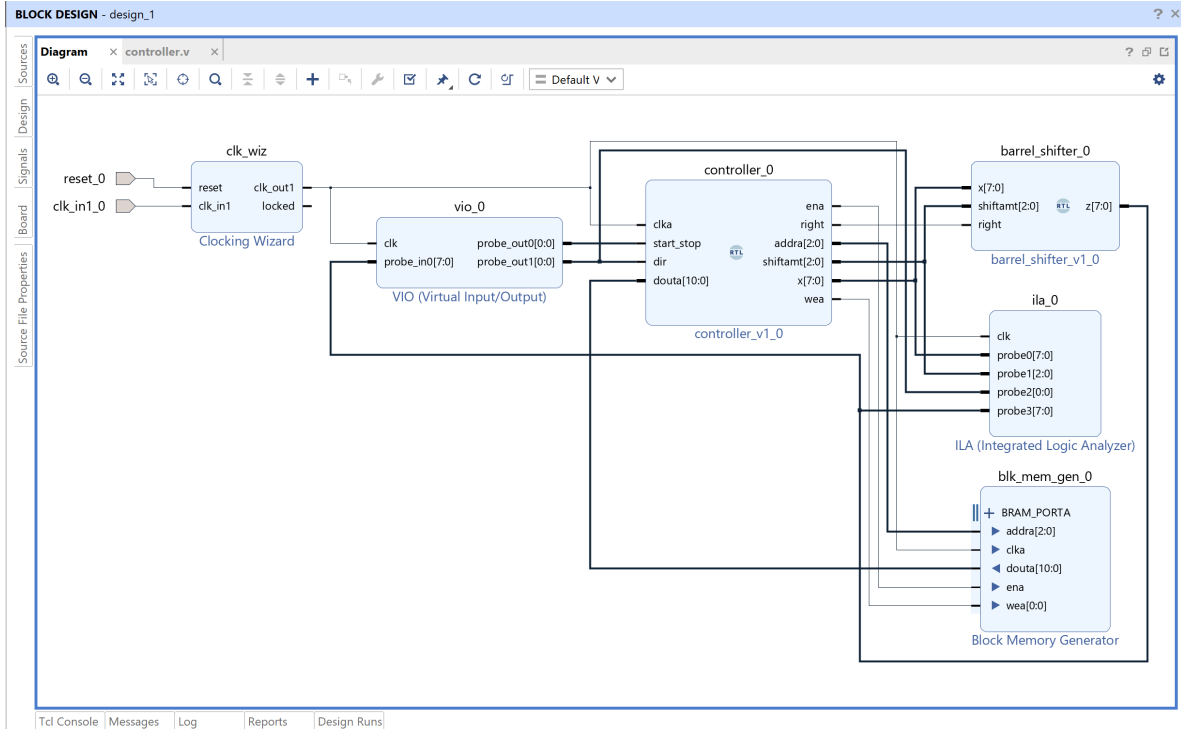 BLOCK DESIGN - design_1
? ×
Sources
Design
Signals
Board
Source File Properties
Diagram × controller.v ×
?
Default V
clk_wiz
reset_0
clk_in1_0
reset clk_out1
clk_in1 locked
Clocking Wizard
vio_0
clk probe_out0[0:0]
probe_in0[7:0] probe_out1[0:0]
VIO (Virtual Input/Output)
controller_0
ena
clka right
start_stop addra[2:0]
dir shiftamt[2:0]
douta[10:0] x[7:0]
wea
RTL
controller_v1_0
barrel_shifter_0
x[7:0]
shiftamt[2:0] RTL z[7:0]
right
barrel_shifter_v1_0
ila_0
clk
probe0[7:0]
probe1[2:0]
probe2[0:0]
probe3[7:0]
ILA (Integrated Logic Analyzer)
blk_mem_gen_0
BRAM_PORTA
addra[2:0]
clka
douta[10:0]
ena
wea[0:0]
Block Memory Generator
Tcl Console Messages Log Reports Design Runs